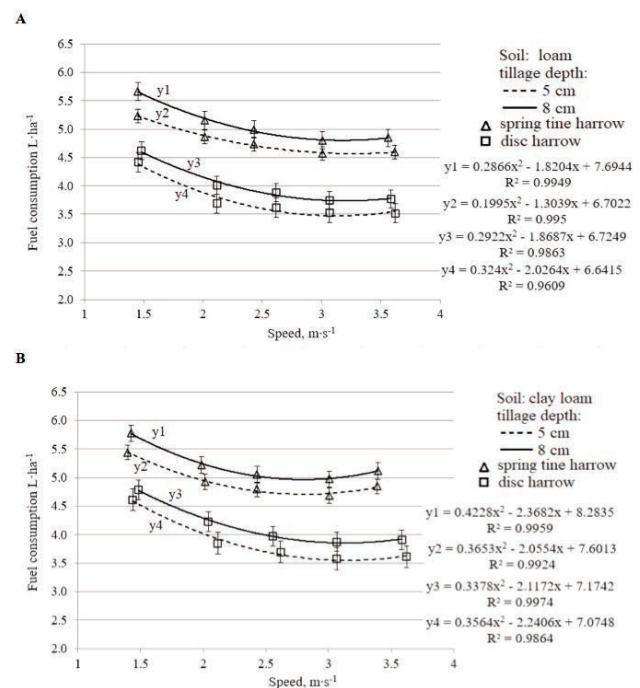 A
6.5
6.0
5.5
5.0
4.5
4.0
3.5
3.0
2.5
2.0
Fuel consumption L·ha⁻¹
y1
y2
y3
y4
1 1.5 2 2.5 3 3.5 4
Speed, m·s⁻¹
Soil: loam
tillage depth:
5 cm
8 cm
spring tine harrow
disc harrow
y1 = 0.2866x² - 1.8204x + 7.6944
R² = 0.9949
y2 = 0.1995x² - 1.3039x + 6.7022
R² = 0.995
y3 = 0.2922x² - 1.8687x + 6.7249
R² = 0.9863
y4 = 0.324x² - 2.0264x + 6.6415
R² = 0.9609
B
6.5
6.0
5.5
5.0
4.5
4.0
3.5
3.0
2.5
2.0
Fuel consumption L·ha⁻¹
y1
y2
y3
y4
1 1.5 2 2.5 3 3.5 4
Speed, m·s⁻¹
Soil: clay loam
tillage depth:
5 cm
8 cm
spring tine harrow
disc harrow
y1 = 0.4228x² - 2.3682x + 8.2835
R² = 0.9959
y2 = 0.3653x² - 2.0554x + 7.6013
R² = 0.9924
y3 = 0.3378x² - 2.1172x + 7.1742
R² = 0.9974
y4 = 0.3564x² - 2.2406x + 7.0748
R² = 0.9864